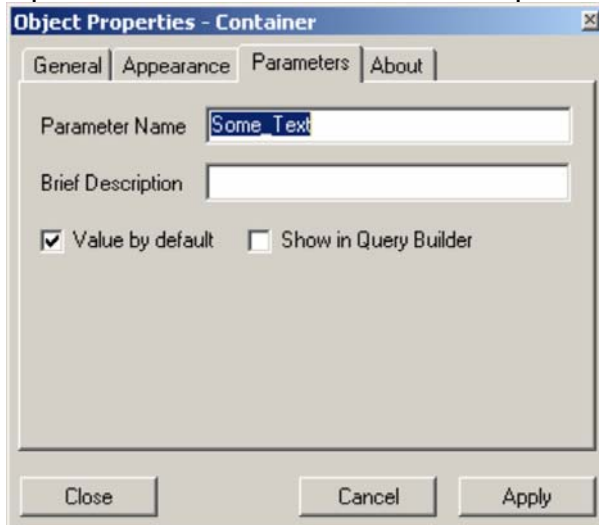 Object Properties - Container
General Appearance Parameters About
Parameter Name Some_Text
Brief Description
Value by default Show in Query Builder
Close Cancel Apply